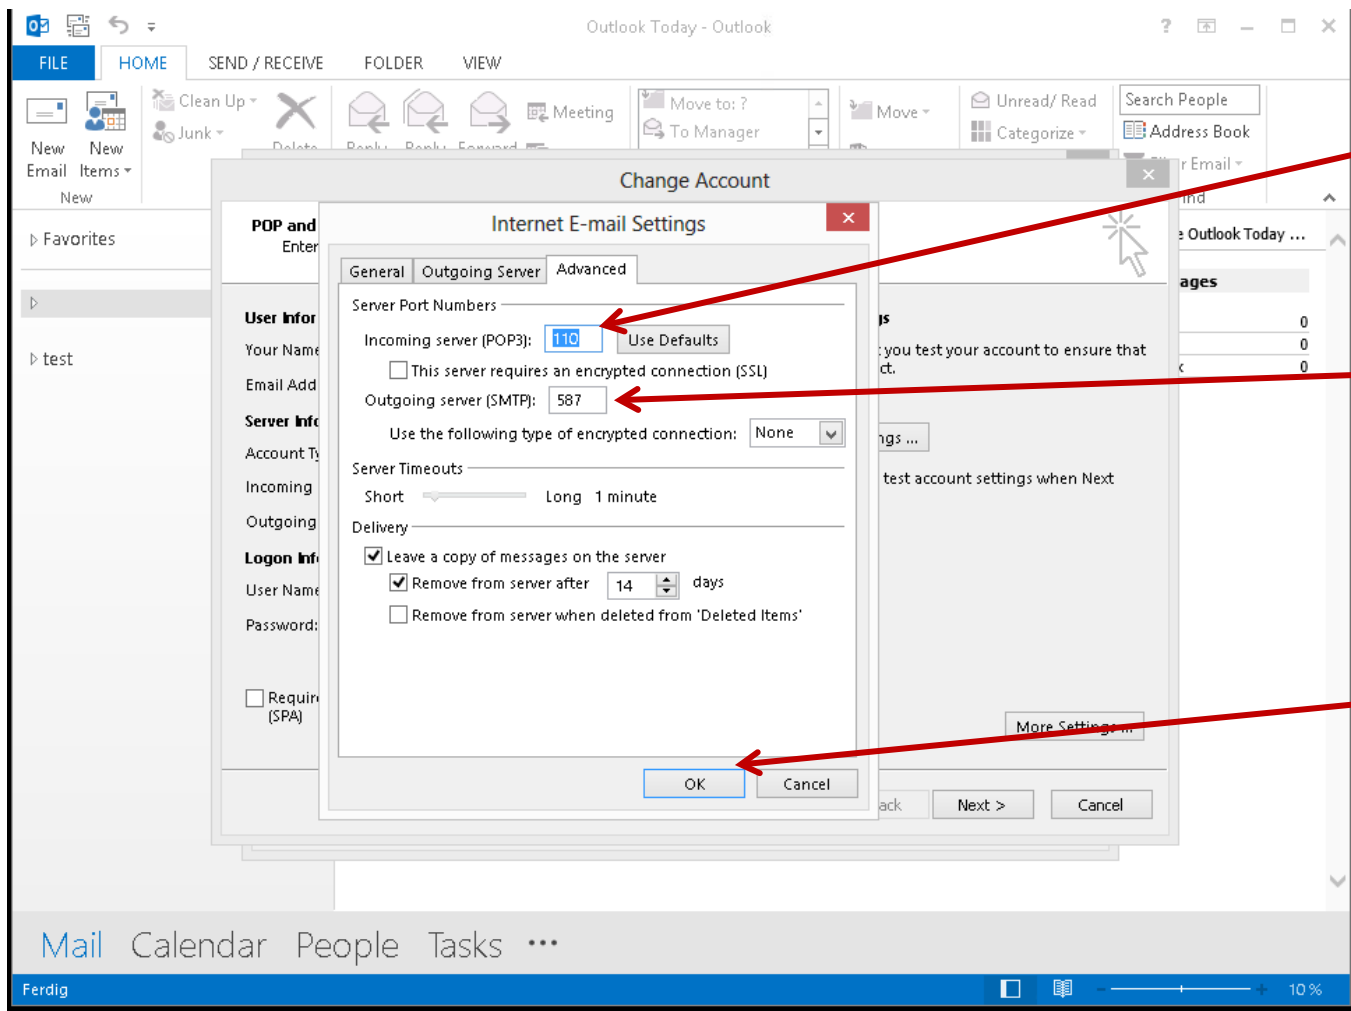 Outlook Today - Outlook
FILE HOME SEND / RECEIVE FOLDER VIEW
New Email
New Items
New
Clean Up
Junk
Delete
Reply
Reply
Forward
Meeting
Move to: ?
To Manager
Move
Unread/ Read
Categorize
Search People
Address Book
Email
Favorites
test
Change Account
POP and
Enter
User Infor
Your Name
Email Add
Server Info
Account Ty
Incoming
Outgoing
Logon Inf
User Name
Password:
Require
(SPA)
you test your account to ensure that
ct.
ngs ...
test account settings when Next
More Settings ...
ack
Next >
Cancel
Internet E-mail Settings
General Outgoing Server Advanced
Server Port Numbers
Incoming server (POP3): 110 Use Defaults
This server requires an encrypted connection (SSL)
Outgoing server (SMTP): 587
Use the following type of encrypted connection: None
Server Timeouts
Short Long 1 minute
Delivery
Leave a copy of messages on the server
Remove from server after 14 days
Remove from server when deleted from 'Deleted Items'
OK Cancel
e Outlook Today ...
ages
0
0
0
Mail Calendar People Tasks ...
Ferdig
10 %